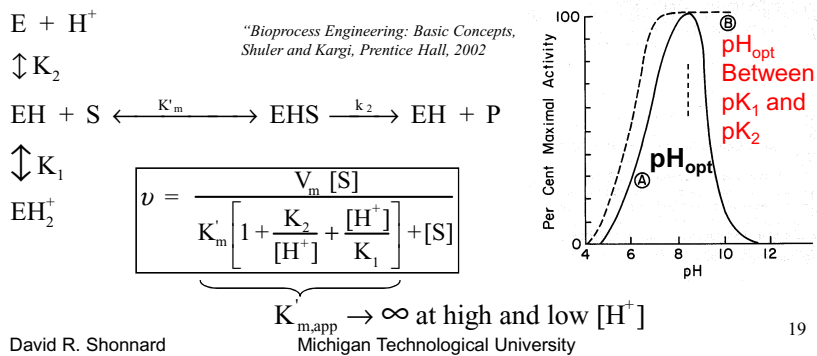 E + H⁺
"Bioprocess Engineering: Basic Concepts,
Shuler and Kargi, Prentice Hall, 2002
↕ K₂
EH + S ⟷ K'ₘ EHS ⟶ k₂ EH + P
↕ K₁
EH₂⁺
υ = Vₘ [S] / K'ₘ [1 + K₂/[H⁺] + [H⁺]/K₁] + [S]
K'ₘ,ₐₚₚ → ∞ at high and low [H⁺]
100
B
pHopt
Between
pK₁ and
pK₂
pHopt
A
Per Cent Maximal Activity
0
4 6 8 10 12
pH
David R. Shonnard
Michigan Technological University
19